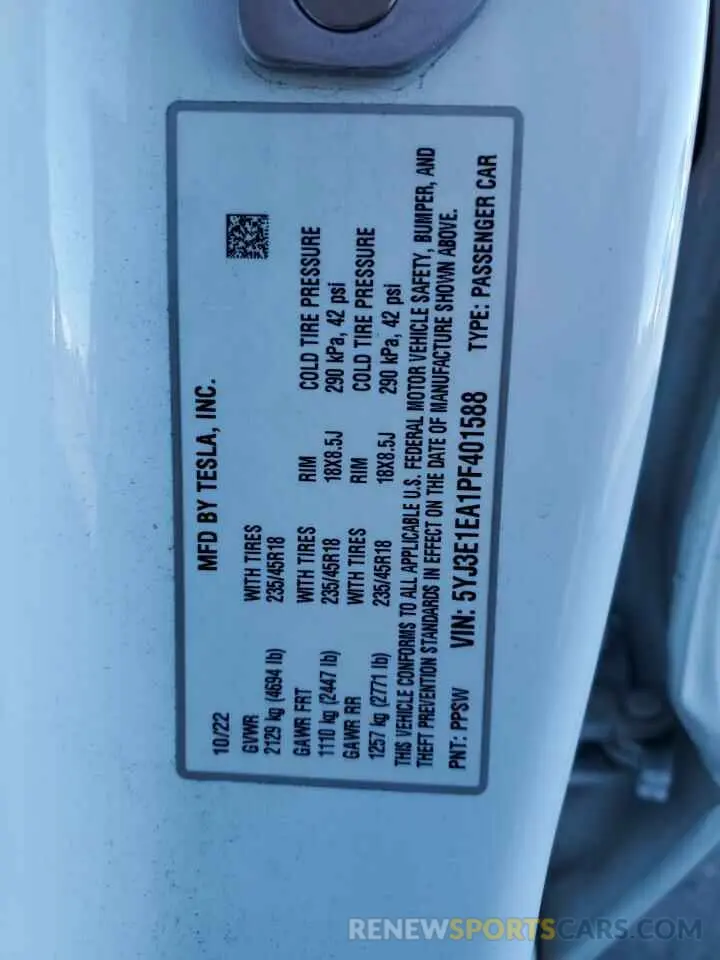 MFD BY TESLA, INC.
10/22
GVWR WITH TIRES RIM COLD TIRE PRESSURE
2129 kg (4694 lb) 235/45R18
GAWR FRT WITH TIRES RIM COLD TIRE PRESSURE
1110 kg (2447 lb) 235/45R18 18X8.5J 290 kPa, 42 psi
GAWR RR WITH TIRES RIM COLD TIRE PRESSURE
1257 kg (2771 lb) 235/45R18 18X8.5J 290 kPa, 42 psi
THIS VEHICLE CONFORMS TO ALL APPLICABLE U.S. FEDERAL MOTOR VEHICLE SAFETY, BUMPER, AND
THEFT PREVENTION STANDARDS IN EFFECT ON THE DATE OF MANUFACTURE SHOWN ABOVE.
PNT: PPSW VIN: 5YJ3E1EA1PF401588 TYPE: PASSENGER CAR
RENEWSPORTSCARS.COM